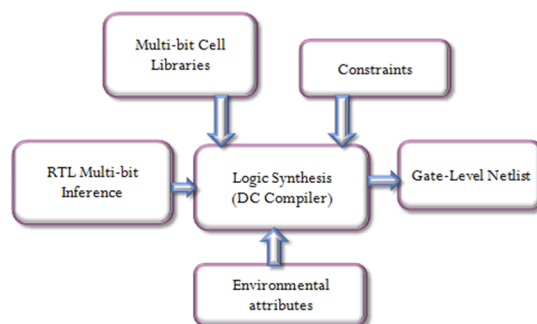 Multi-bit Cell
Libraries
Constraints
RTL Multi-bit
Inference
Logic Synthesis
(DC Compiler)
Gate-Level Netlist
Environmental
attributes